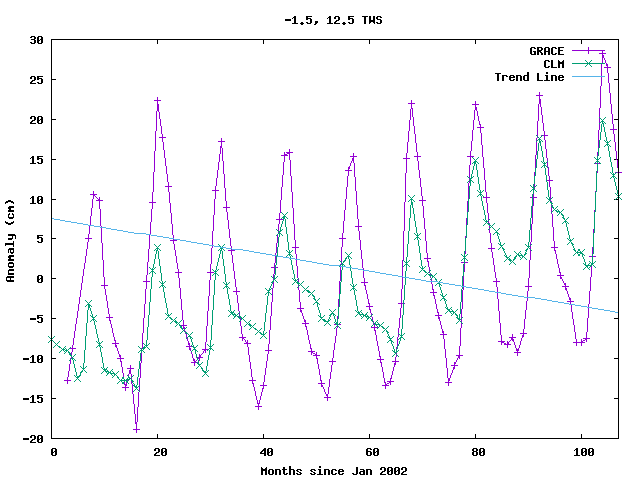 -1.5, 12.5 TWS
GRACE
CLM
Trend Line
30
25
20
15
10
5
0
-5
-10
-15
-20
Anomaly (cm)
0 20 40 60 80 100
Months since Jan 2002